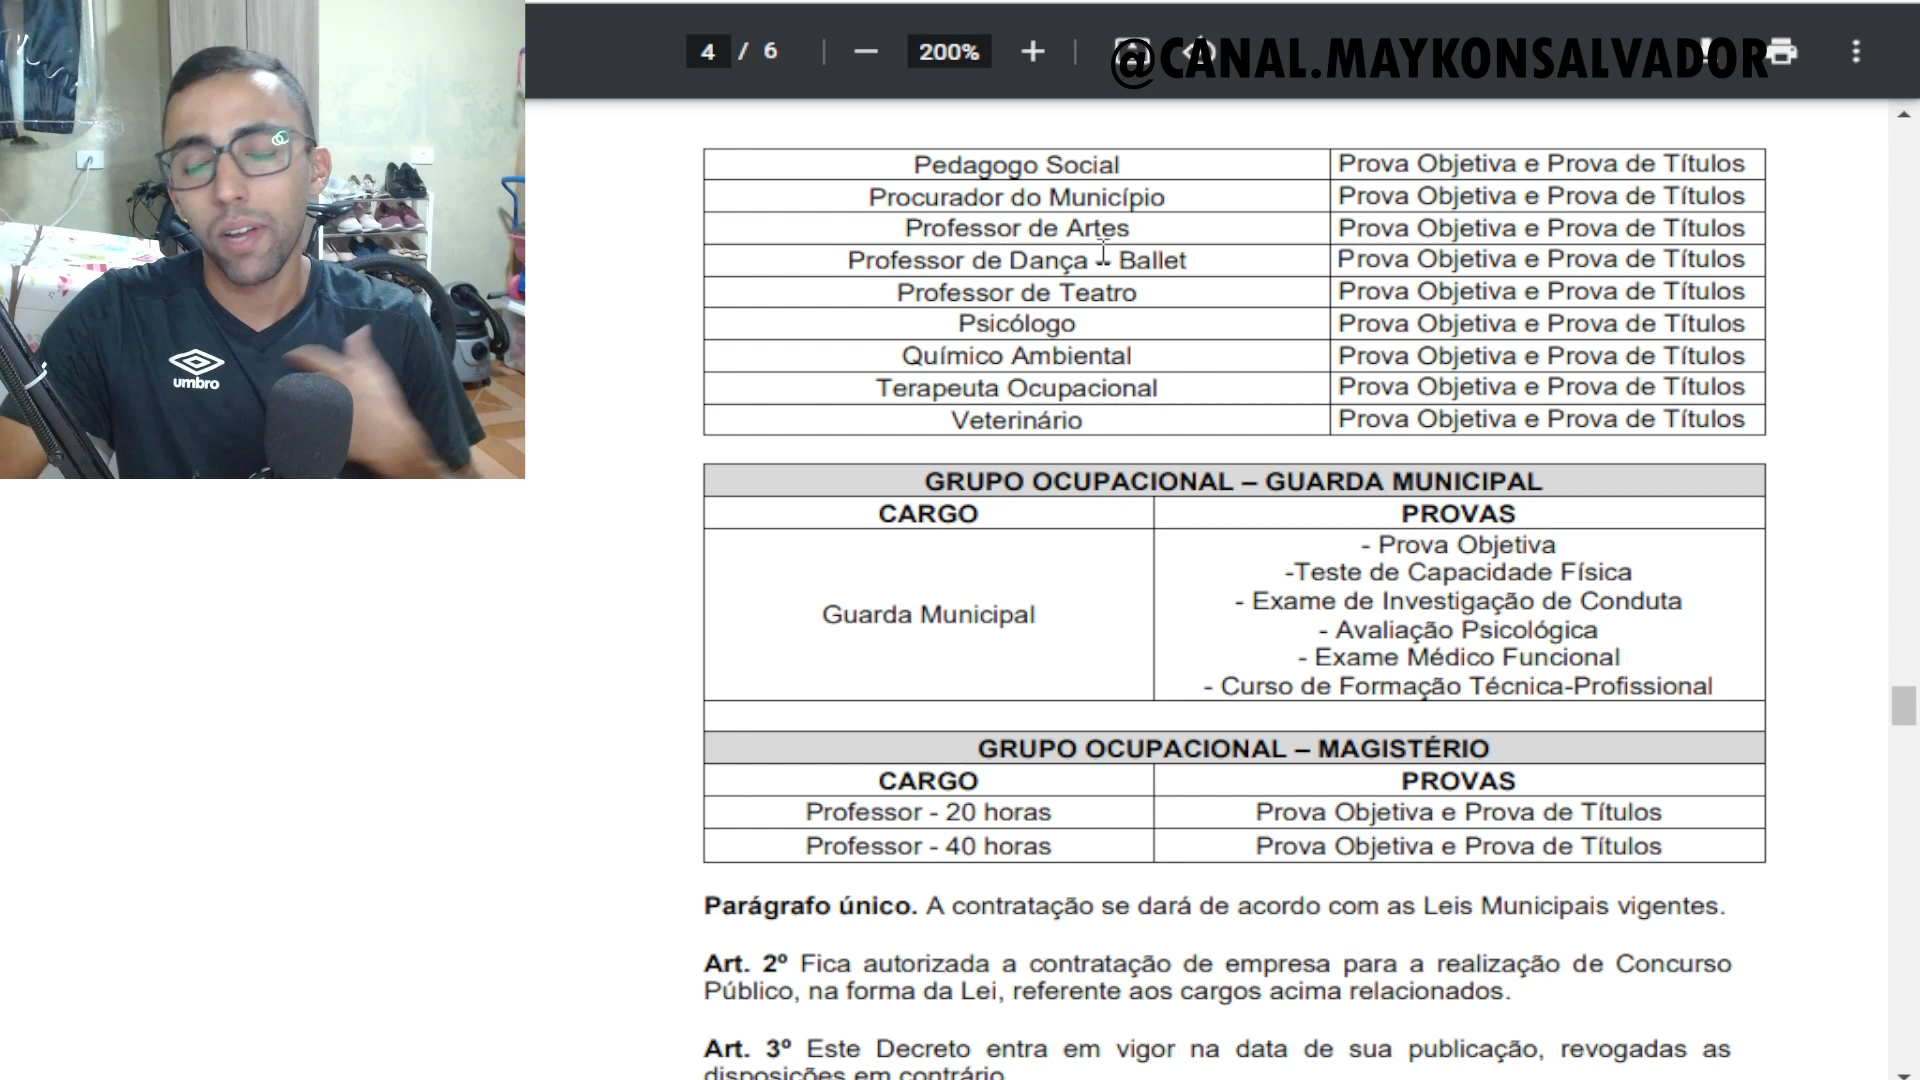 4 / 6
200%
@CANAL.MAYKONSALVADOR
umbro
Pedagogo Social Prova Objetiva e Prova de Títulos
Procurador do Município Prova Objetiva e Prova de Títulos
Professor de Artes Prova Objetiva e Prova de Títulos
Professor de Dança – Ballet Prova Objetiva e Prova de Títulos
Professor de Teatro Prova Objetiva e Prova de Títulos
Psicólogo Prova Objetiva e Prova de Títulos
Químico Ambiental Prova Objetiva e Prova de Títulos
Terapeuta Ocupacional Prova Objetiva e Prova de Títulos
Veterinário Prova Objetiva e Prova de Títulos
GRUPO OCUPACIONAL – GUARDA MUNICIPAL
CARGO PROVAS
Guarda Municipal
- Prova Objetiva
-Teste de Capacidade Física
- Exame de Investigação de Conduta
- Avaliação Psicológica
- Exame Médico Funcional
- Curso de Formação Técnica-Profissional
GRUPO OCUPACIONAL – MAGISTÉRIO
CARGO PROVAS
Professor - 20 horas Prova Objetiva e Prova de Títulos
Professor - 40 horas Prova Objetiva e Prova de Títulos
Parágrafo único. A contratação se dará de acordo com as Leis Municipais vigentes.
Art. 2º Fica autorizada a contratação de empresa para a realização de Concurso
Público, na forma da Lei, referente aos cargos acima relacionados.
Art. 3º Este Decreto entra em vigor na data de sua publicação, revogadas as
disposições em contrário